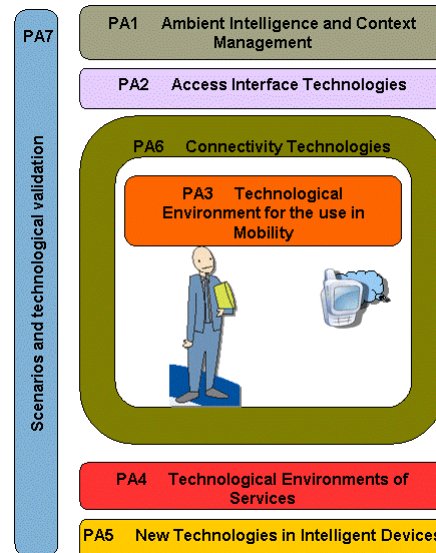 PA7
Scenarios and technological validation
PA1 Ambient Intelligence and Context
Management
PA2 Access Interface Technologies
PA6 Connectivity Technologies
PA3 Technological
Environment for the use in
Mobility
PA4 Technological Environments of
Services
PA5 New Technologies in Intelligent Devices